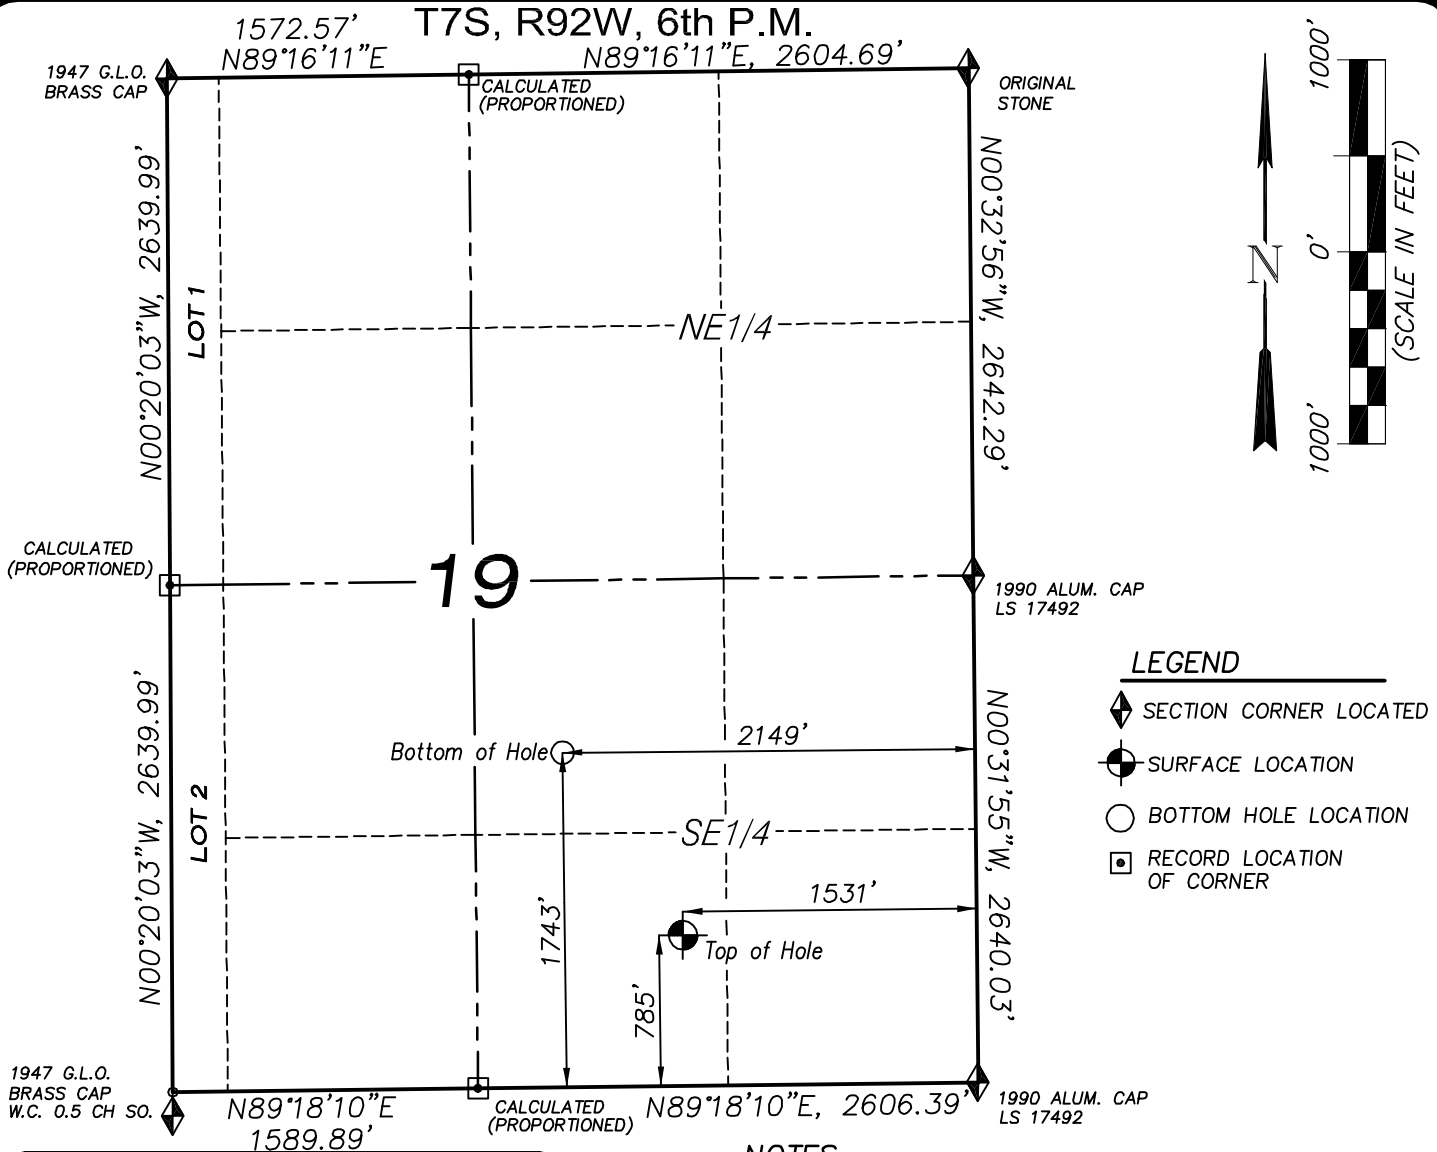 T7S, R92W, 6th P.M.
1572.57'
N89°16'11"E
N89°16'11"E, 2604.69'
1947 G.L.O.
BRASS CAP
CALCULATED
(PROPORTIONED)
ORIGINAL
STONE
N00°20'03"W, 2639.99'
LOT 1
NE1/4
N00°32'56"W, 2642.29'
N
1000'
0'
1000'
(SCALE IN FEET)
CALCULATED
(PROPORTIONED)
19
1990 ALUM. CAP
LS 17492
LEGEND
SECTION CORNER LOCATED
SURFACE LOCATION
BOTTOM HOLE LOCATION
RECORD LOCATION
OF CORNER
N00°20'03"W, 2639.99'
LOT 2
Bottom of Hole
2149'
SE1/4
N00°31'55"W, 2640.03'
1743'
1531'
Top of Hole
785'
1947 G.L.O.
BRASS CAP
W.C. 0.5 CH SO.
N89°18'10"E
1589.89'
CALCULATED
(PROPORTIONED)
N89°18'10"E, 2606.39'
1990 ALUM. CAP
LS 17492
NOTES